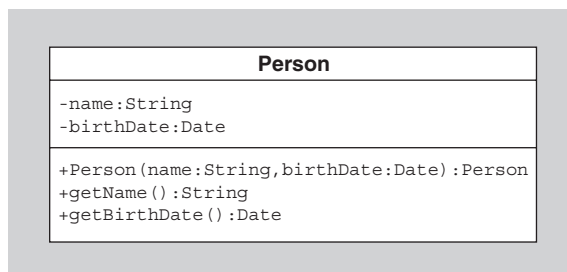 Person
-name:String
-birthDate:Date
+Person(name:String,birthDate:Date):Person
+getName():String
+getBirthDate():Date